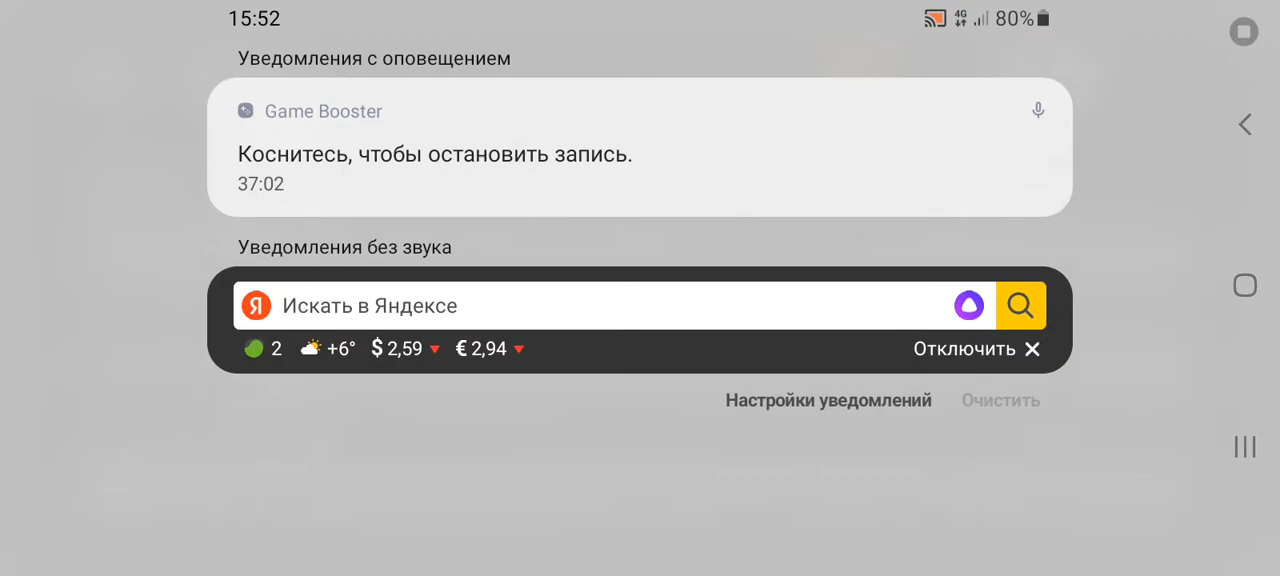 15:52 4G 80%
Уведомления с оповещением
Game Booster
Коснитесь, чтобы остановить запись.
37:02
Уведомления без звука
Я Искать в Яндексе
2 +6° $ 2,59 € 2,94 Отключить
Настройки уведомлений Очистить